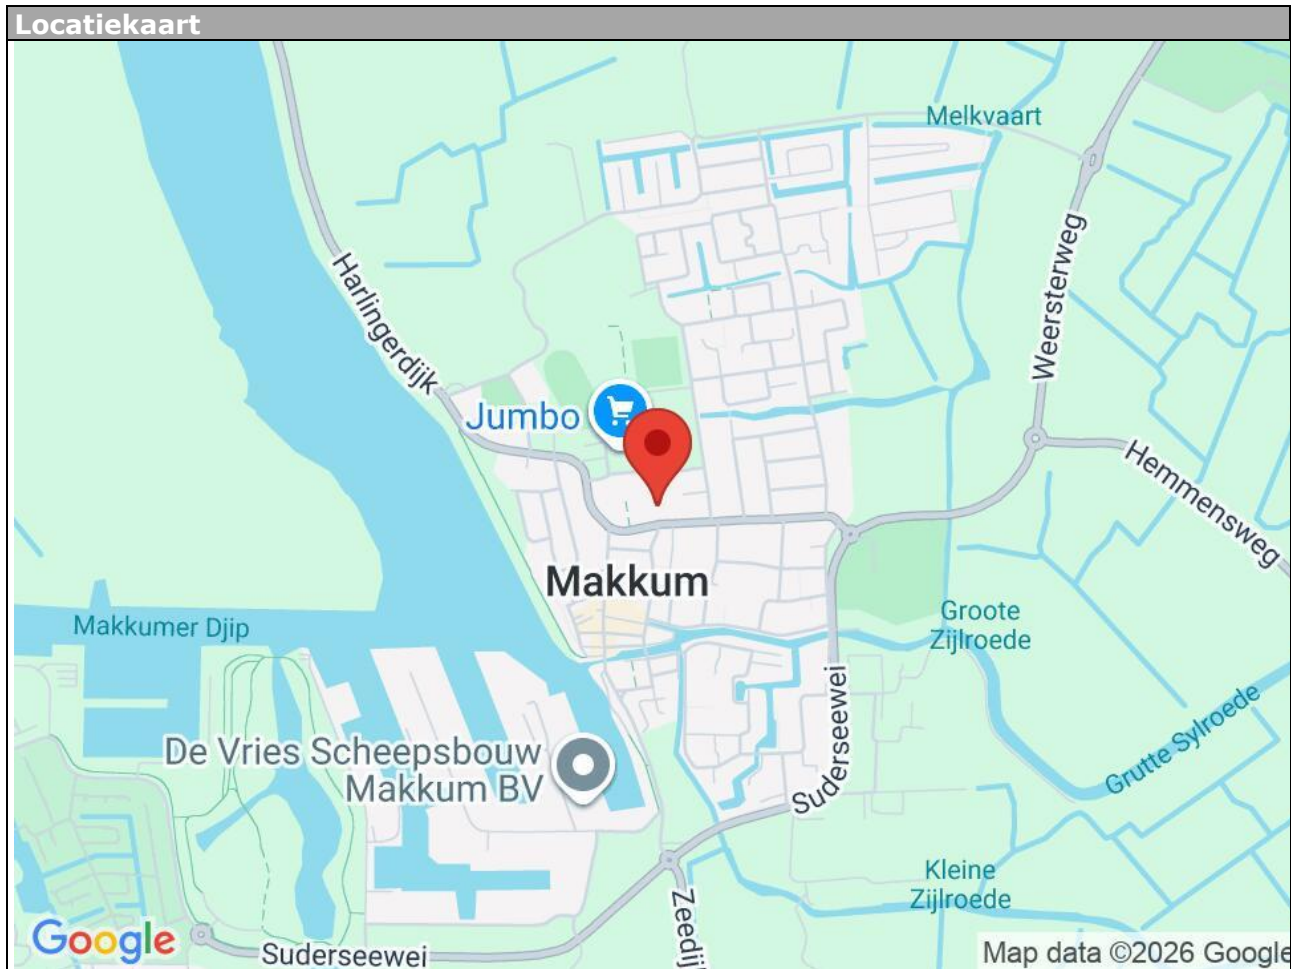 Locatiekaart
Melkvaart
Harlingerdijk
Weersterweg
Jumbo
Hemmensweg
Makkum
Groote
Zijlroede
Makkumer Djip
Suderseewei
Grutte Sylroede
De Vries Scheepsbouw
Makkum BV
Kleine
Zijlroede
Zeedij
Google
Suderseewei
Map data ©2026 Google